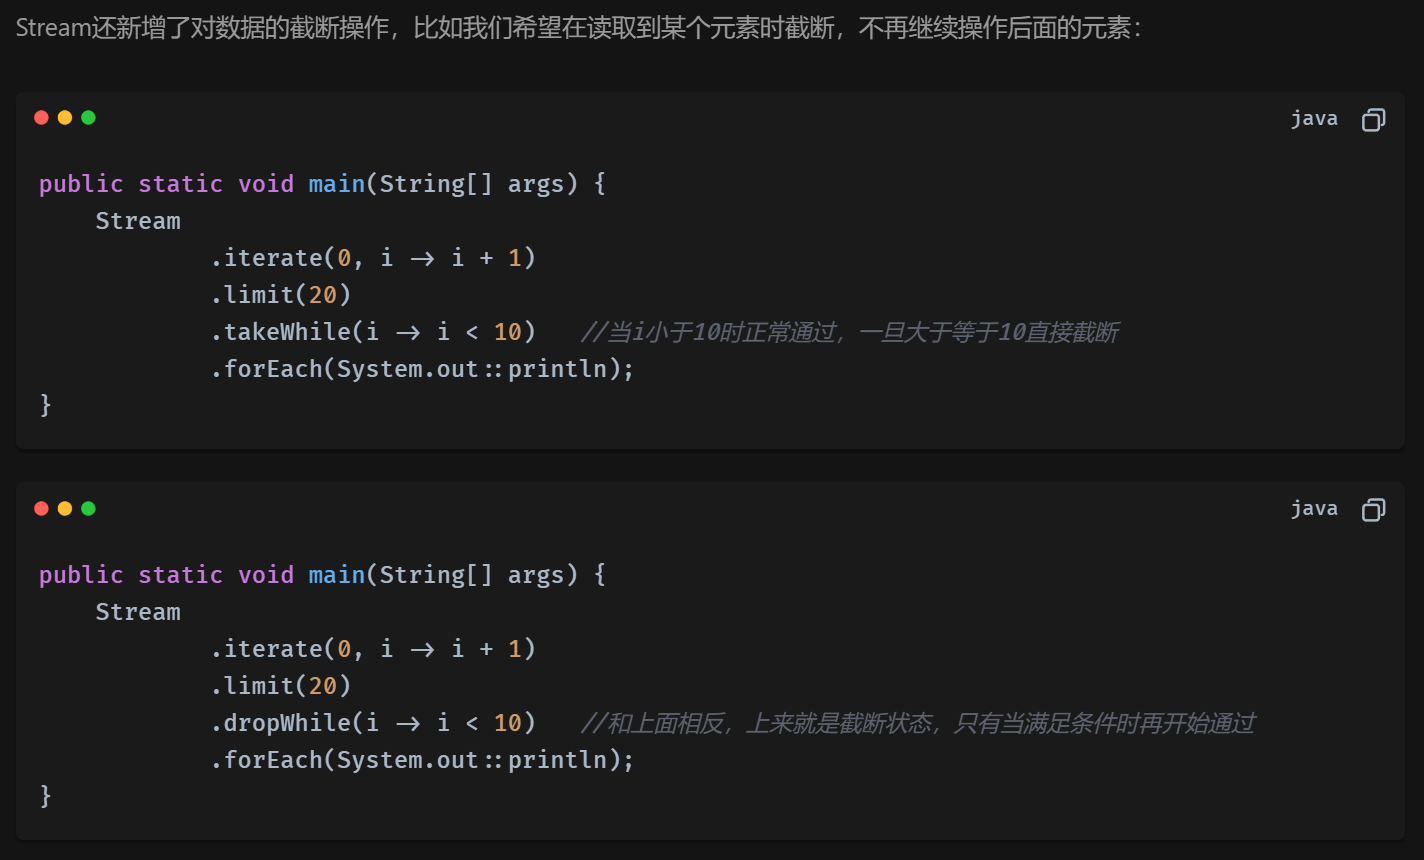 Stream还新增了对数据的截断操作，比如我们希望在读取到某个元素时截断，不再继续操作后面的元素：
java
public static void main(String[] args) {
    Stream
            .iterate(0, i -> i + 1)
            .limit(20)
            .takeWhile(i -> i < 10)   //当i小于10时正常通过，一旦大于等于10直接截断
            .forEach(System.out::println);
}
java
public static void main(String[] args) {
    Stream
            .iterate(0, i -> i + 1)
            .limit(20)
            .dropWhile(i -> i < 10)   //和上面相反，上来就是截断状态，只有当满足条件时再开始通过
            .forEach(System.out::println);
}